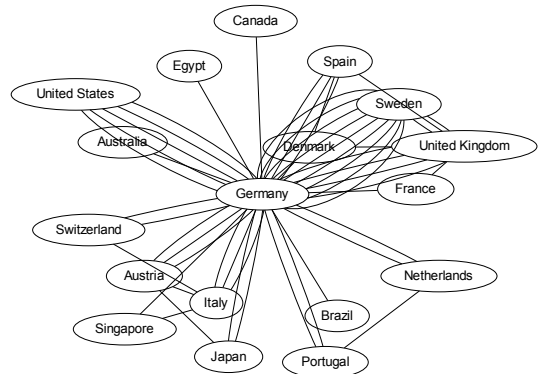 Canada
Egypt
Spain
United States
Sweden
Australia
Denmark
United Kingdom
Germany
France
Switzerland
Austria
Netherlands
Italy
Singapore
Brazil
Japan
Portugal